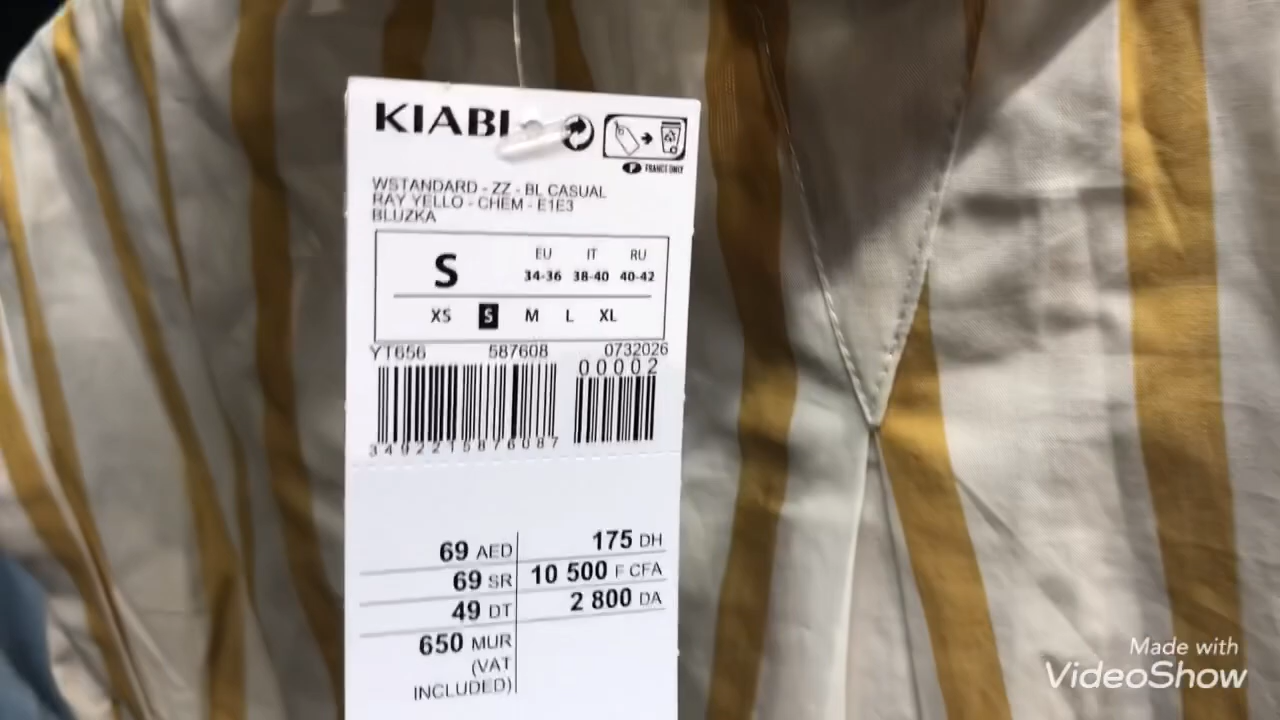 KIABI
FRANCE ONLY
WSTANDARD - ZZ - BL CASUAL
RAY YELLO - CHEM - E1E3
BLUZKA
S
EU IT RU
34-36 38-40 40-42
XS S M L XL
YT656 587608 0732026
00002
3492215876087
69 AED
69 SR
49 DT
650 MUR
(VAT
INCLUDED)
175 DH
10 500 F CFA
2 800 DA
Made with
VideoShow